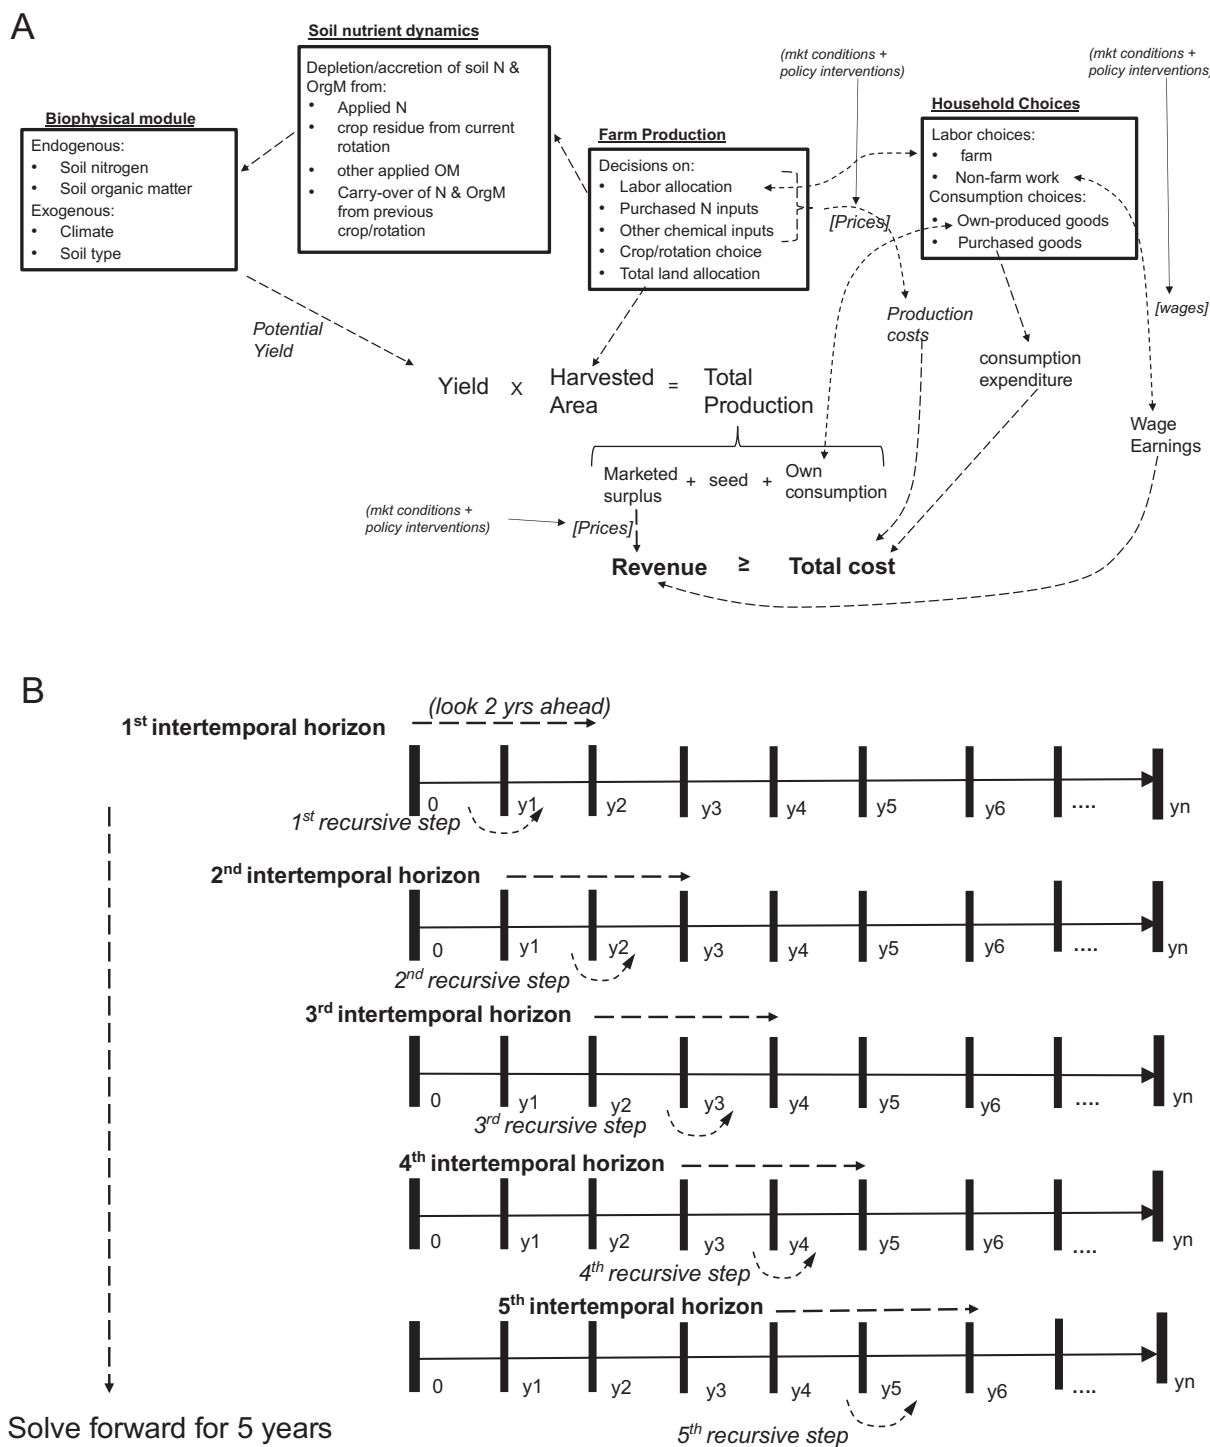 A
Soil nutrient dynamics
Depletion/accretion of soil N &
OrgM from:
• Applied N
• crop residue from current
rotation
• other applied OM
• Carry-over of N & OrgM
from previous
crop/rotation
Biophysical module
Endogenous:
• Soil nitrogen
• Soil organic matter
Exogenous:
• Climate
• Soil type
Farm Production
Decisions on:
• Labor allocation
• Purchased N inputs
• Other chemical inputs
• Crop/rotation choice
• Total land allocation
(mkt conditions +
policy interventions)
[Prices]
Household Choices
Labor choices:
• farm
• Non-farm work
Consumption choices:
• Own-produced goods
• Purchased goods
(mkt conditions +
policy interventions)
[wages]
Production
costs
consumption
expenditure
Wage
Earnings
Potential
Yield
Yield x Harvested Area = Total Production
Marketed surplus + seed + Own consumption
(mkt conditions +
policy interventions)
[Prices]
Revenue ≥ Total cost
B
(look 2 yrs ahead)
1st intertemporal horizon
0 y1 y2 y3 y4 y5 y6 .... yn
1st recursive step
2nd intertemporal horizon
0 y1 y2 y3 y4 y5 y6 .... yn
2nd recursive step
3rd intertemporal horizon
0 y1 y2 y3 y4 y5 y6 .... yn
3rd recursive step
4th intertemporal horizon
0 y1 y2 y3 y4 y5 y6 .... yn
4th recursive step
5th intertemporal horizon
0 y1 y2 y3 y4 y5 y6 .... yn
5th recursive step
Solve forward for 5 years